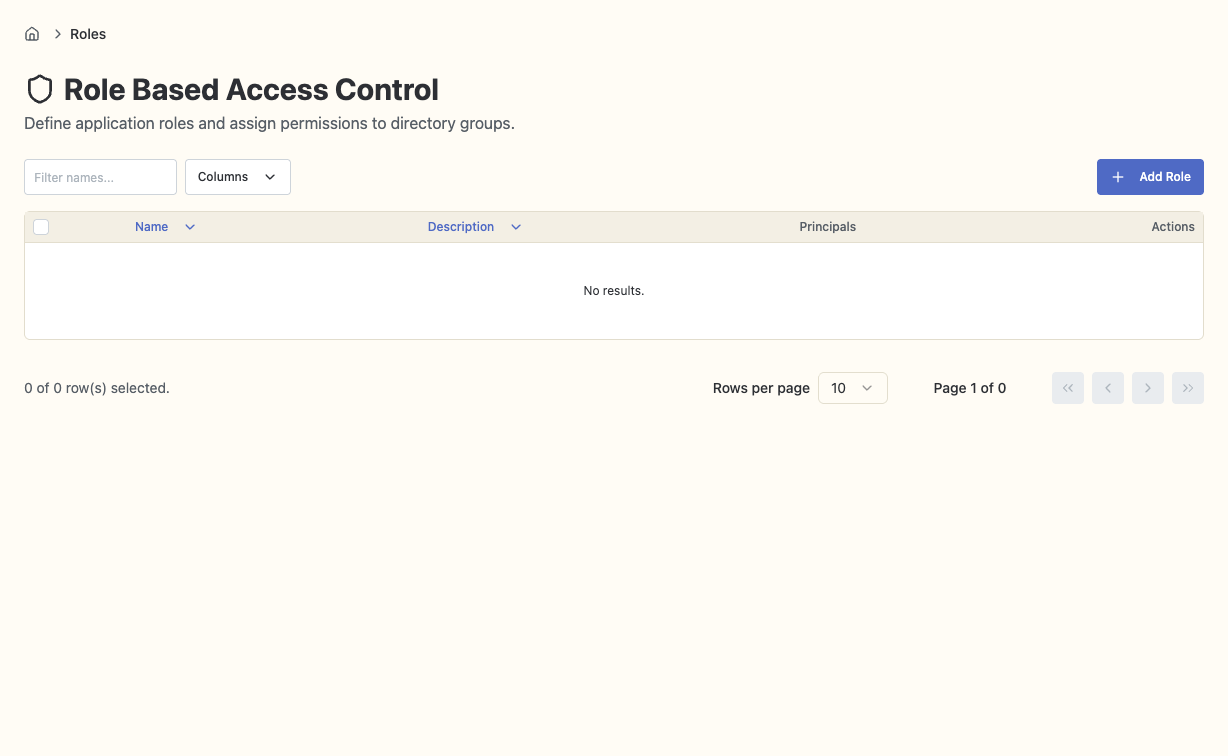 Roles
Role Based Access Control
Define application roles and assign permissions to directory groups.
Filter names...
Columns
Add Role
Name Description Principals Actions
No results.
0 of 0 row(s) selected.
Rows per page 10 Page 1 of 0